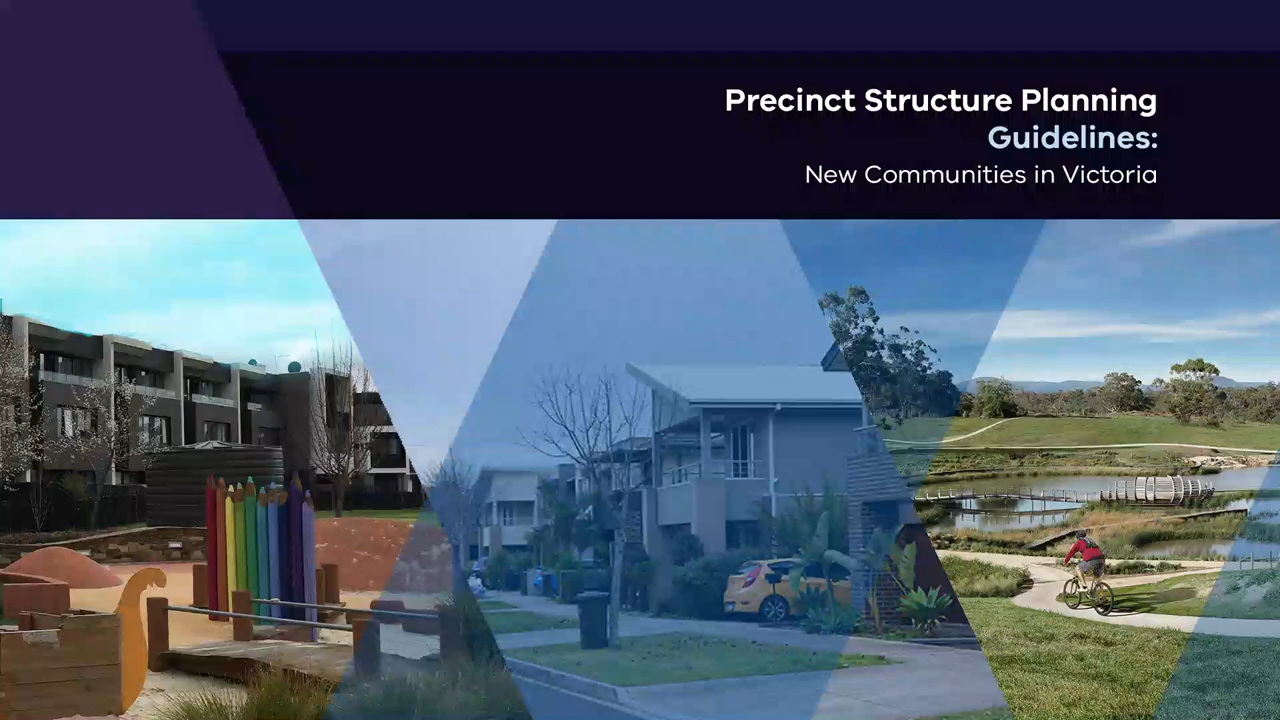 Precinct Structure Planning
Guidelines:
New Communities in Victoria